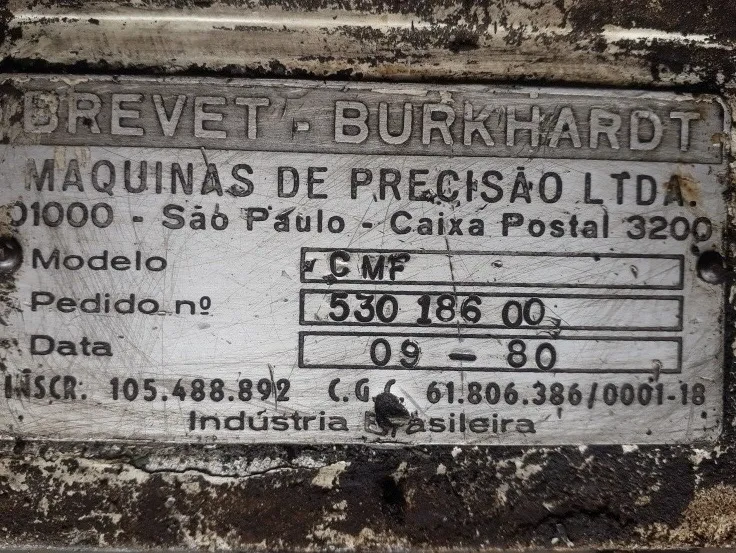 BREVET - BURKHARDT
MAQUINAS DE PRECISÃO LTDA.
01000 - São Paulo - Caixa Postal 3200
Modelo CMF
Pedido nº 530 186 00
Data 09 - 80
INSCR: 105.488.892 C.G.C. 61.806.386/0001-18
Indústria Brasileira